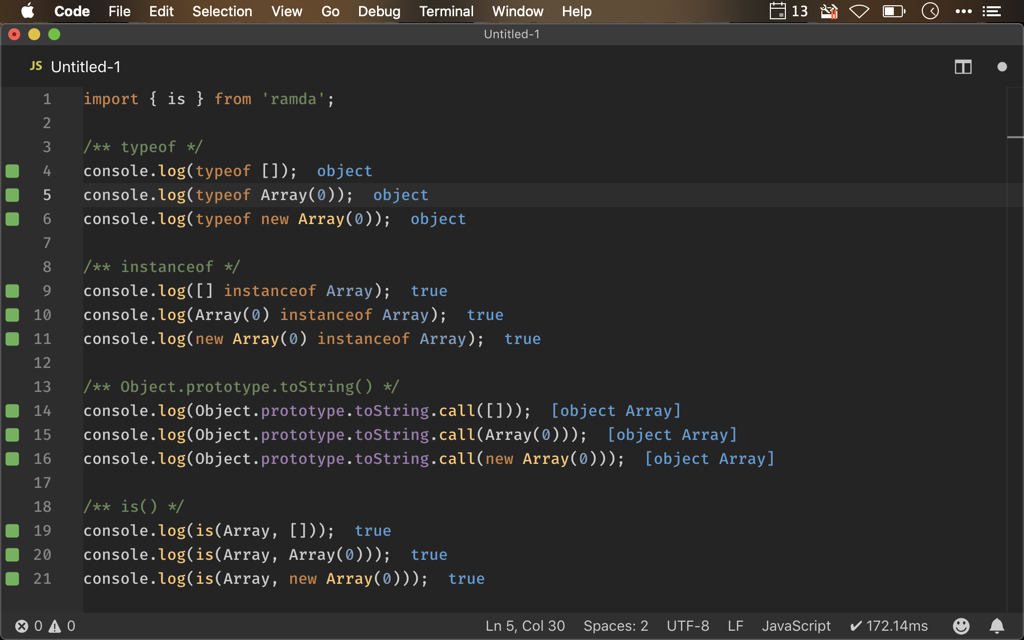 Code File Edit Selection View Go Debug Terminal Window Help 13
Untitled-1
JS Untitled-1
1 import { is } from 'ramda';
2
3 /** typeof */
4 console.log(typeof []); object
5 console.log(typeof Array(0)); object
6 console.log(typeof new Array(0)); object
7
8 /** instanceof */
9 console.log([] instanceof Array); true
10 console.log(Array(0) instanceof Array); true
11 console.log(new Array(0) instanceof Array); true
12
13 /** Object.prototype.toString() */
14 console.log(Object.prototype.toString.call([])); [object Array]
15 console.log(Object.prototype.toString.call(Array(0))); [object Array]
16 console.log(Object.prototype.toString.call(new Array(0))); [object Array]
17
18 /** is() */
19 console.log(is(Array, [])); true
20 console.log(is(Array, Array(0))); true
21 console.log(is(Array, new Array(0))); true
0 0 Ln 5, Col 30 Spaces: 2 UTF-8 LF JavaScript ✔ 172.14ms